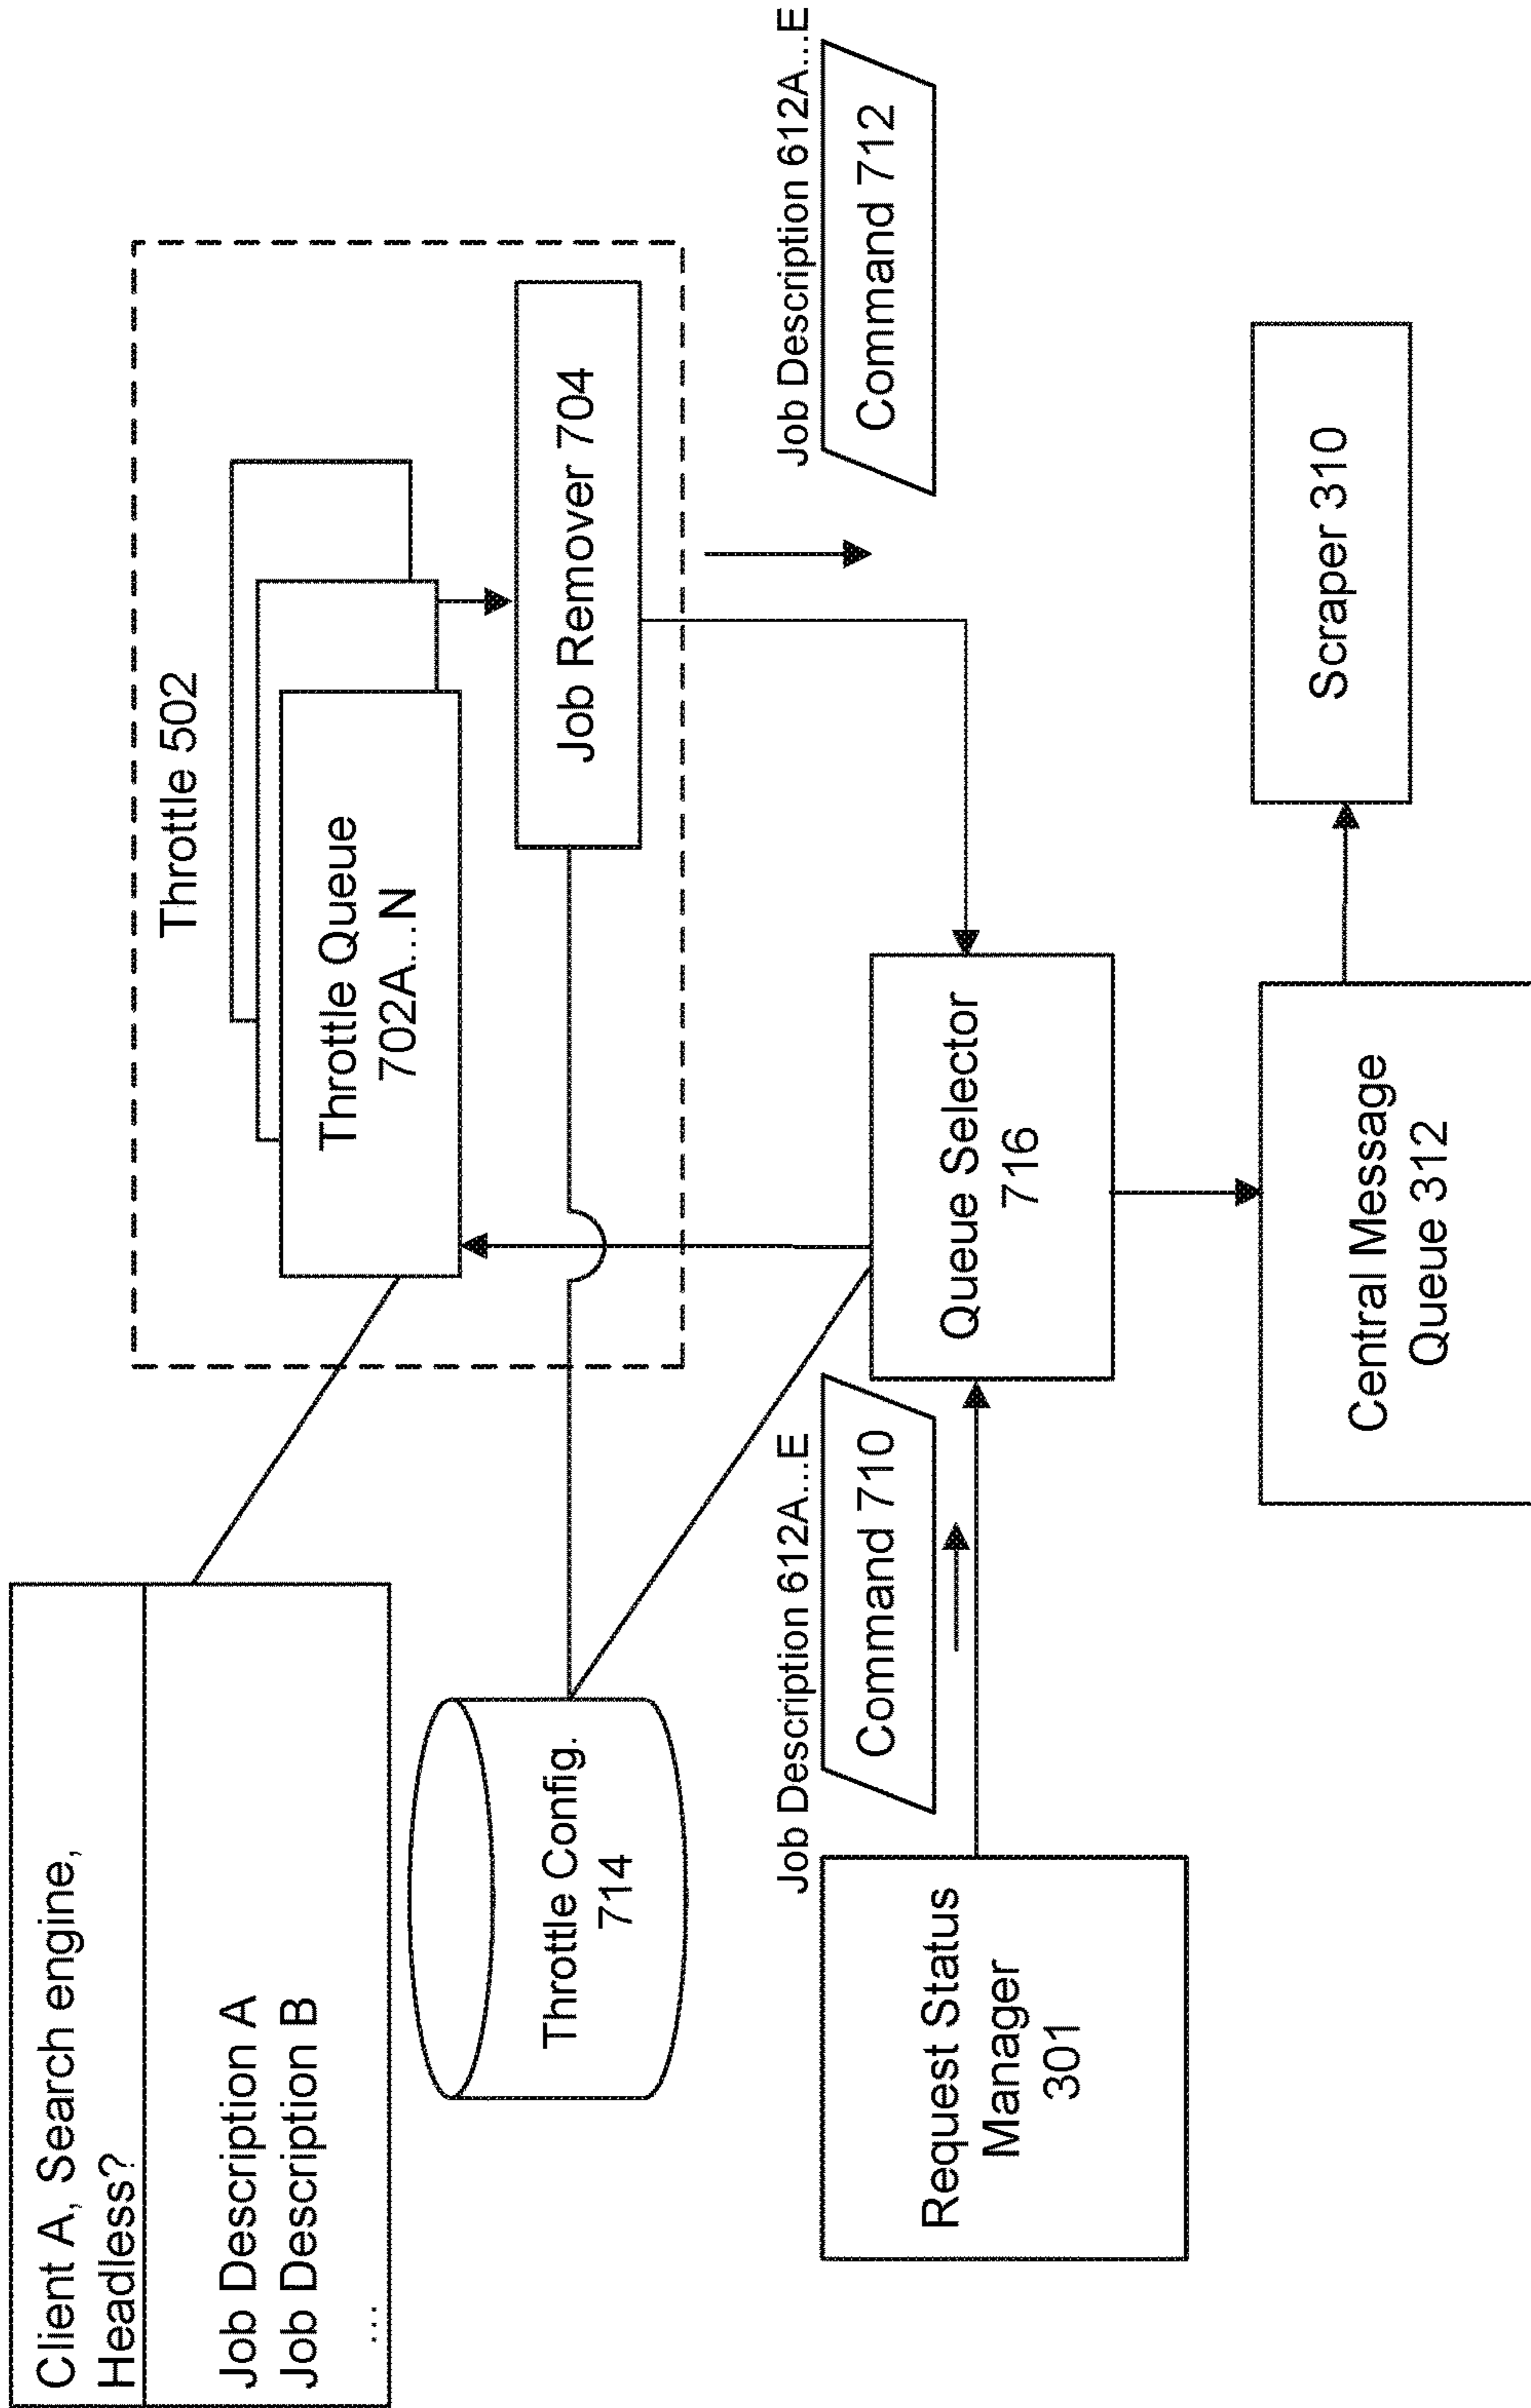 Client A, Search engine,
Headless?
Job Description A
Job Description B
...
Throttle 502
Throttle Queue
702A...N
Job Remover 704
Throttle Config.
714
Job Description 612A...E
Command 710
Job Description 612A...E
Command 712
Request Status
Manager
301
Queue Selector
716
Central Message
Queue 312
Scraper 310